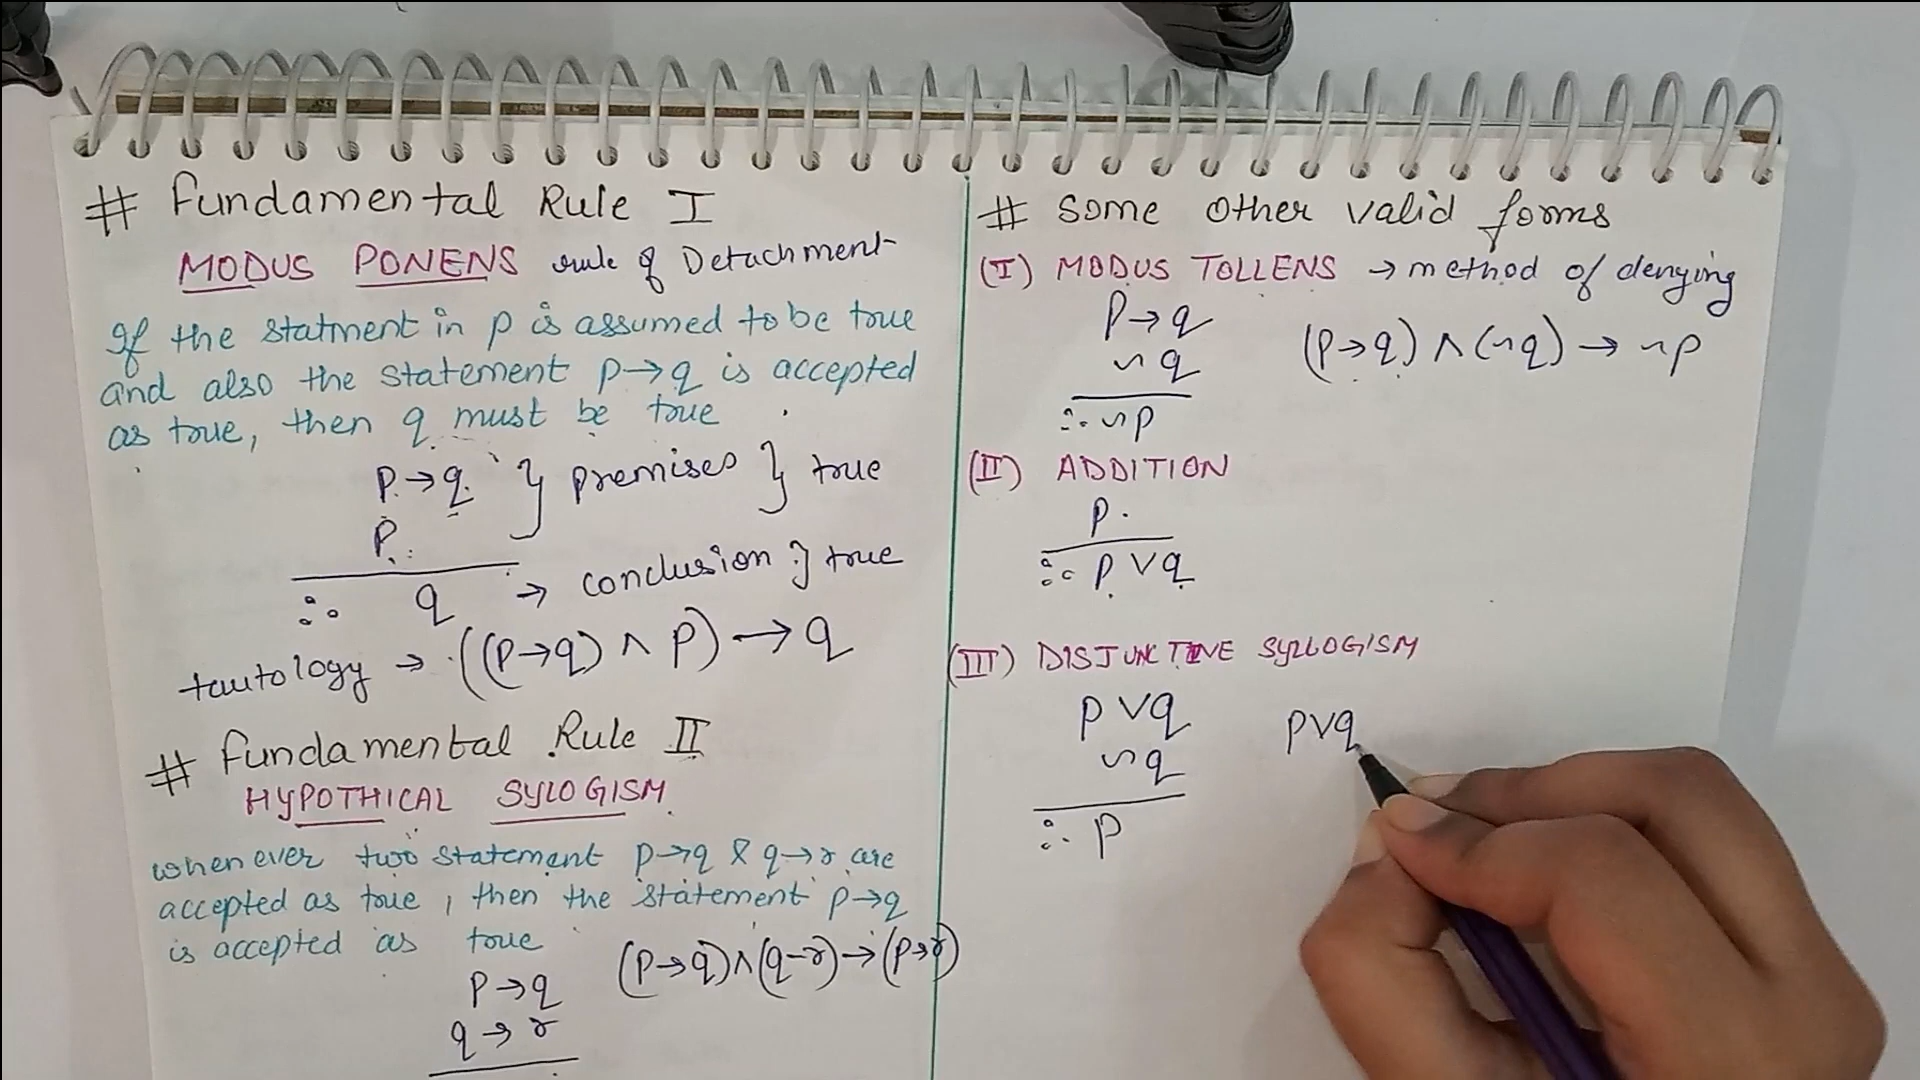 # Fundamental Rule I
MODUS PONENS rule of Detachment
If the statment in p is assumed to be true
and also the statement p→q is accepted
as true, then q must be true
p→q } premises } true
p
∴ q → conclusion } true
tautology → ((p→q) ∧ p) → q
# Fundamental Rule II
HYPOTHICAL SYLOGISM
whenever two statement p→q & q→r are
accepted as true, then the statement p→q
is accepted as true
(p→q)∧(q→r)→(p→r)
p→q
q→r
# Some other valid forms
(I) MODUS TOLLENS → method of denying
p→q
~q
(p→q) ∧ (~q) → ~p
∴ ~p
(II) ADDITION
p
∴ p ∨ q
(III) DISJUNCTIVE SYLLOGISM
p ∨ q
p∨q
~q
∴ p